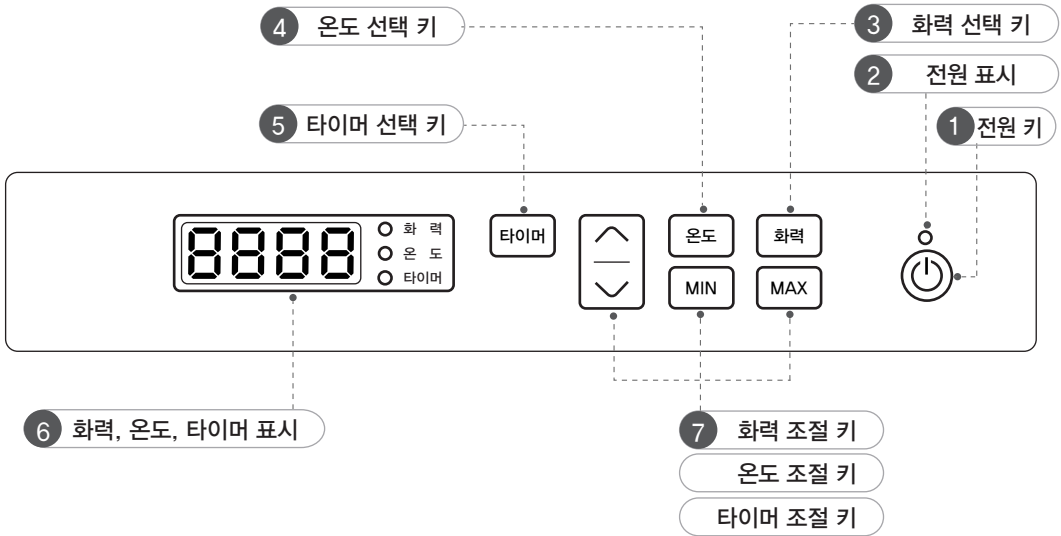 4 온도 선택 키
3 화력 선택 키
2 전원 표시
5 타이머 선택 키
1 전원 키
8888
화 력
온 도
타이머
타이머
온도
화력
MIN
MAX
6 화력, 온도, 타이머 표시
7 화력 조절 키
온도 조절 키
타이머 조절 키